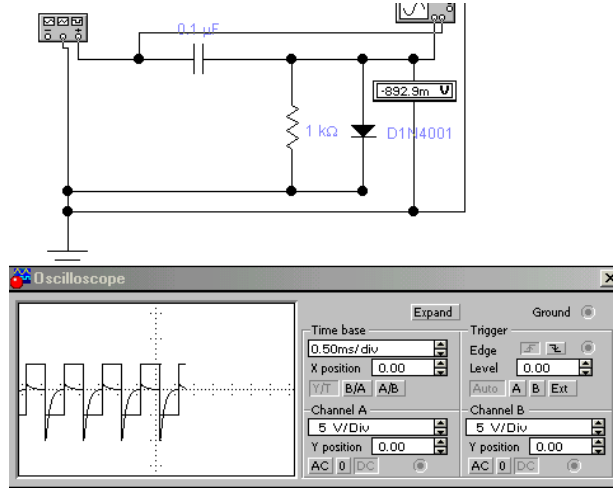 0.1 µF
-892.9m V
1 kΩ
D1N4001
Oscilloscope
Expand
Ground
Time base
0.50ms/div
X position 0.00
Y/T B/A A/B
Trigger
Edge
Level 0.00
Auto A B Ext
Channel A
5 V/Div
Y position 0.00
AC 0 DC
Channel B
5 V/Div
Y position 0.00
AC 0 DC